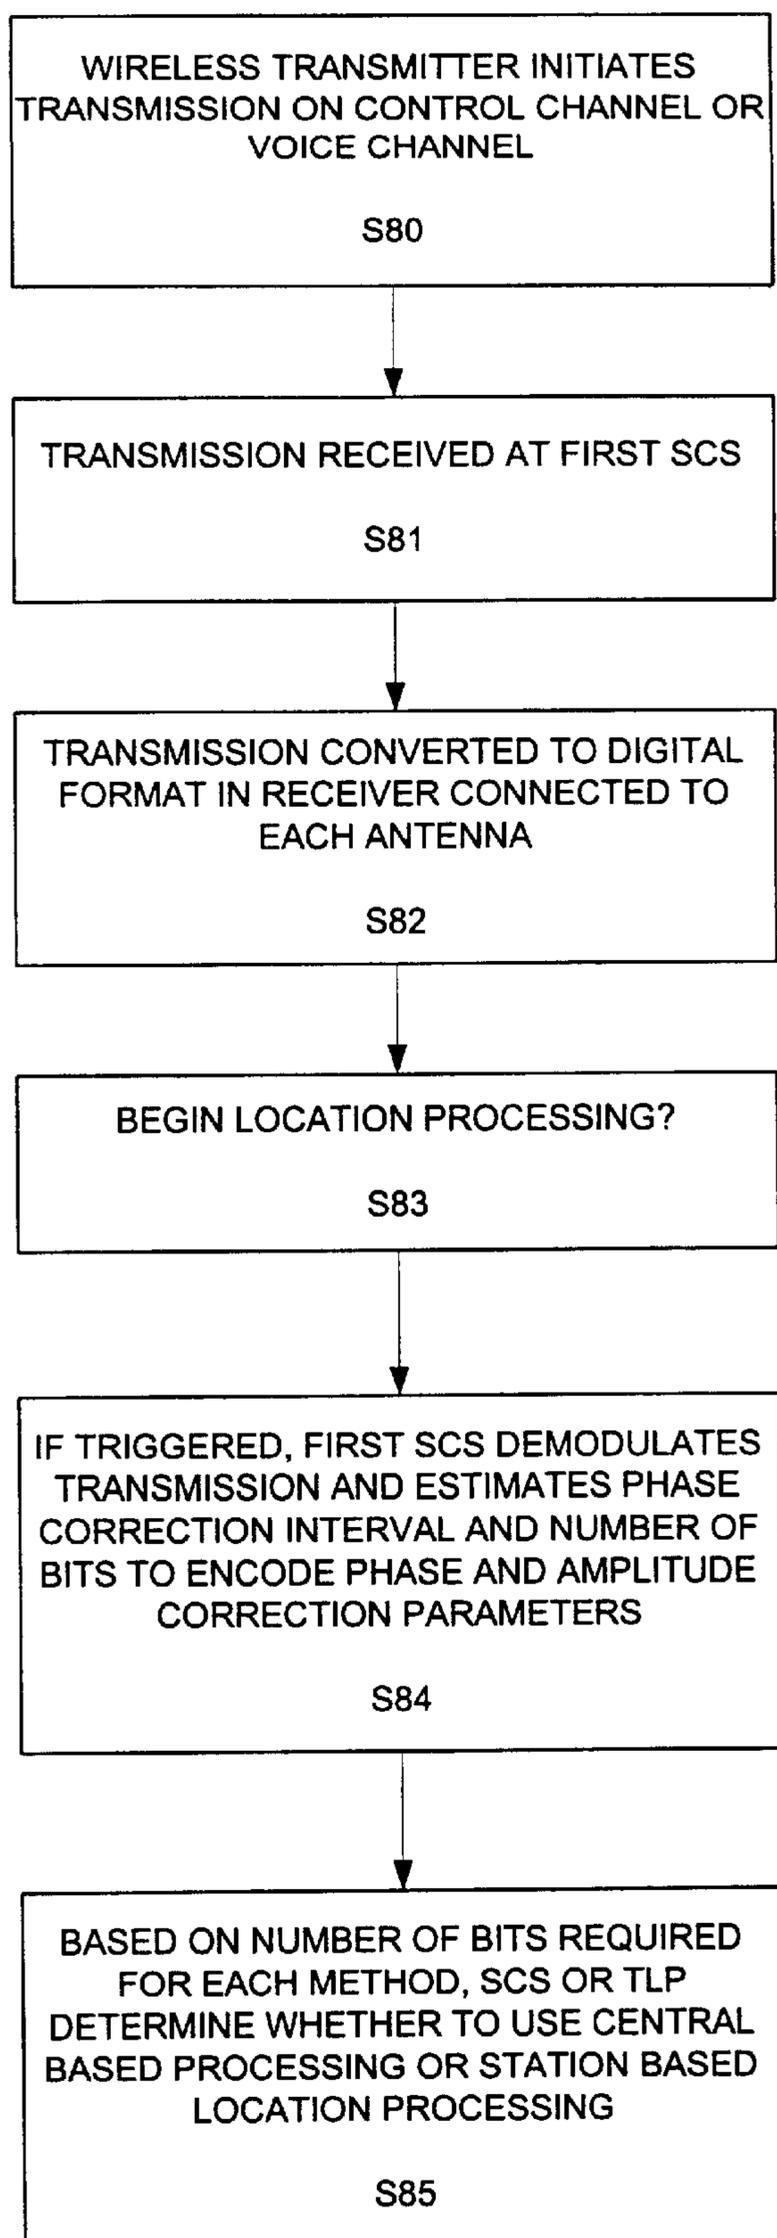 WIRELESS TRANSMITTER INITIATES
TRANSMISSION ON CONTROL CHANNEL OR
VOICE CHANNEL
S80
TRANSMISSION RECEIVED AT FIRST SCS
S81
TRANSMISSION CONVERTED TO DIGITAL
FORMAT IN RECEIVER CONNECTED TO
EACH ANTENNA
S82
BEGIN LOCATION PROCESSING?
S83
IF TRIGGERED, FIRST SCS DEMODULATES
TRANSMISSION AND ESTIMATES PHASE
CORRECTION INTERVAL AND NUMBER OF
BITS TO ENCODE PHASE AND AMPLITUDE
CORRECTION PARAMETERS
S84
BASED ON NUMBER OF BITS REQUIRED
FOR EACH METHOD, SCS OR TLP
DETERMINE WHETHER TO USE CENTRAL
BASED PROCESSING OR STATION BASED
LOCATION PROCESSING
S85